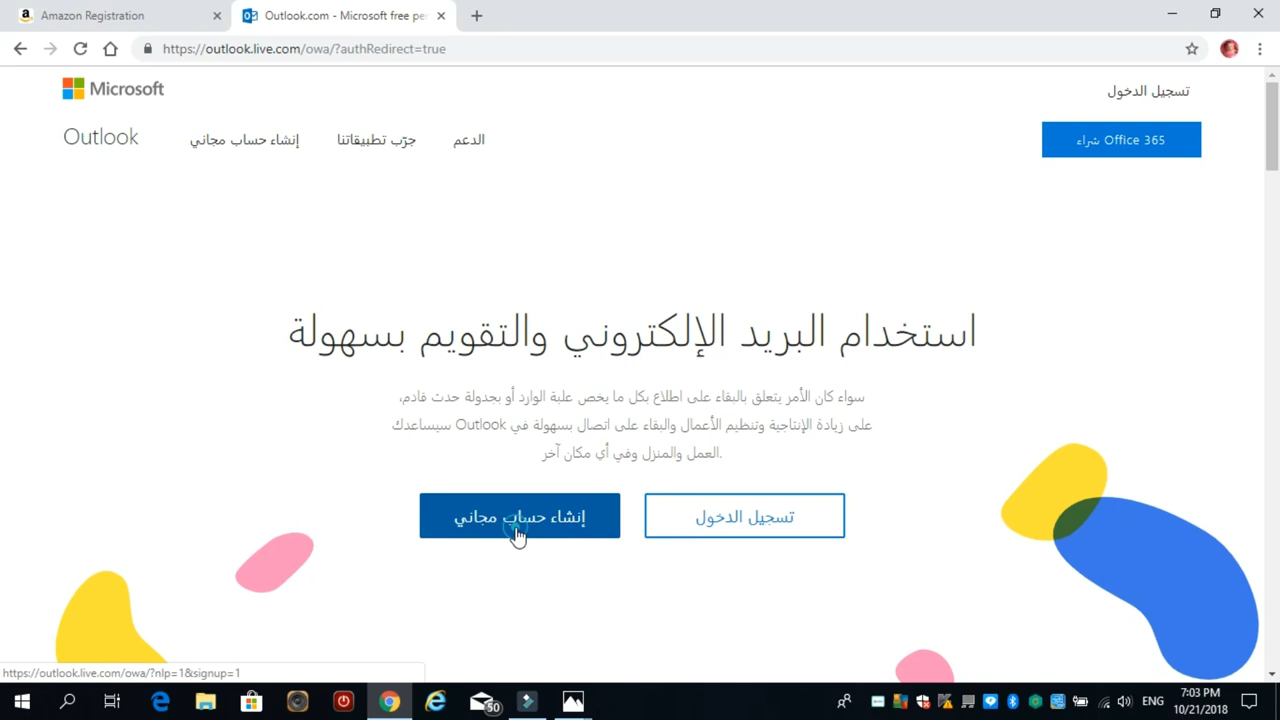 Amazon Registration
Outlook.com - Microsoft free per
https://outlook.live.com/owa/?authRedirect=true
Microsoft
تسجيل الدخول
Outlook
إنشاء حساب مجاني
جرّب تطبيقاتنا
الدعم
شراء Office 365
استخدام البريد الإلكتروني والتقويم بسهولة
سواء كان الأمر يتعلق بالبقاء على اطلاع بكل ما يخص علبة الوارد أو بجدولة حدث قادم،
على زيادة الإنتاجية وتنظيم الأعمال والبقاء على اتصال بسهولة في Outlook سيساعدك
العمل والمنزل وفي أي مكان آخر.
إنشاء حساب مجاني
تسجيل الدخول
https://outlook.live.com/owa/?nlp=1&signup=1
50
ENG
7:03 PM
10/21/2018